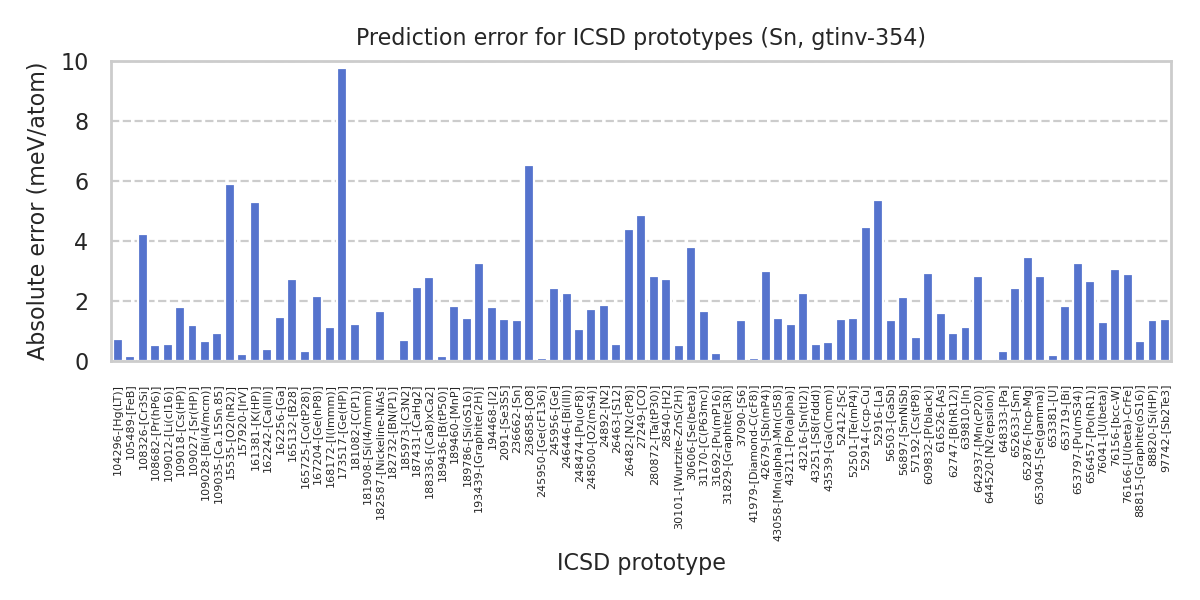 Prediction error for ICSD prototypes (Sn, gtinv-354)
Absolute error (meV/atom)
10
8
6
4
2
0
104296-[Hg(LT)]
105489-[FeB]
108326-[Cr3Si]
108682-[Pr(hP6)]
109012-[Li(cI16)]
109018-[Cs(HP)]
109027-[Sr(HP)]
109028-[Bi(I4/mcm)]
109035-[Ca.15Sn.85]
15535-[O2(hR2)]
157920-[IrV]
161381-[K(HP)]
162242-[Ca(III)]
162256-[Ga]
165132-[B28]
165725-[Co(tP28)]
167204-[Ge(hP8)]
168172-[I(Immm)]
173517-[Ge(HP)]
181082-[C(P1)]
181908-[Si(I4/mmm)]
182587-[Nickeline-NiAs]
182732-[BN(P1)]
185973-[C3N2]
187431-[CaHg2]
188336-[(Ca8)xCa2]
189436-[B(tP50)]
189460-[MnP]
189786-[Si(oS16)]
193439-[Graphite(2H)]
194468-[I2]
2091-[Se3S5]
236662-[Sn]
236858-[O8]
245950-[Ge(cF136)]
245956-[Ge]
246446-[Bi(III)]
248474-[Pu(oF8)]
248500-[O2(mS4)]
24892-[N2]
26463-[S12]
26482-[N2(cP8)]
27249-[CO]
280872-[Ta(tP30)]
28540-[H2]
30101-[Wurtzite-ZnS(2H)]
30606-[Se(beta)]
31170-[C(P63mc)]
31692-[Pu(mP16)]
31829-[Graphite(3R)]
37090-[S6]
41979-[Diamond-C(cF8)]
42679-[Sb(mP4)]
43058-[Mn(alpha)-Mn(cI58)]
43211-[Po(alpha)]
43216-[Sn(tI2)]
43251-[S8(Fddd)]
43539-[Ga(Cmcm)]
52412-[Sc]
52501-[Te(mP4)]
52914-[ccp-Cu]
52916-[La]
56503-[GaSb]
56897-[SmNiSb]
57192-[Cs(tP8)]
609832-[P(black)]
616526-[As]
62747-[B(hR12)]
639810-[In]
642937-[Mn(cP20)]
644520-[N2(epsilon)]
648333-[Pa]
652633-[Sm]
652876-[hcp-Mg]
653045-[Se(gamma)]
653381-[U]
653719-[Bi]
653797-[Pu(mS34)]
656457-[Po(hR1)]
76041-[U(beta)]
76156-[bcc-W]
76166-[U(beta)-CrFe]
88815-[Graphite(oS16)]
88820-[Si(HP)]
97742-[Sb2Te3]
ICSD prototype